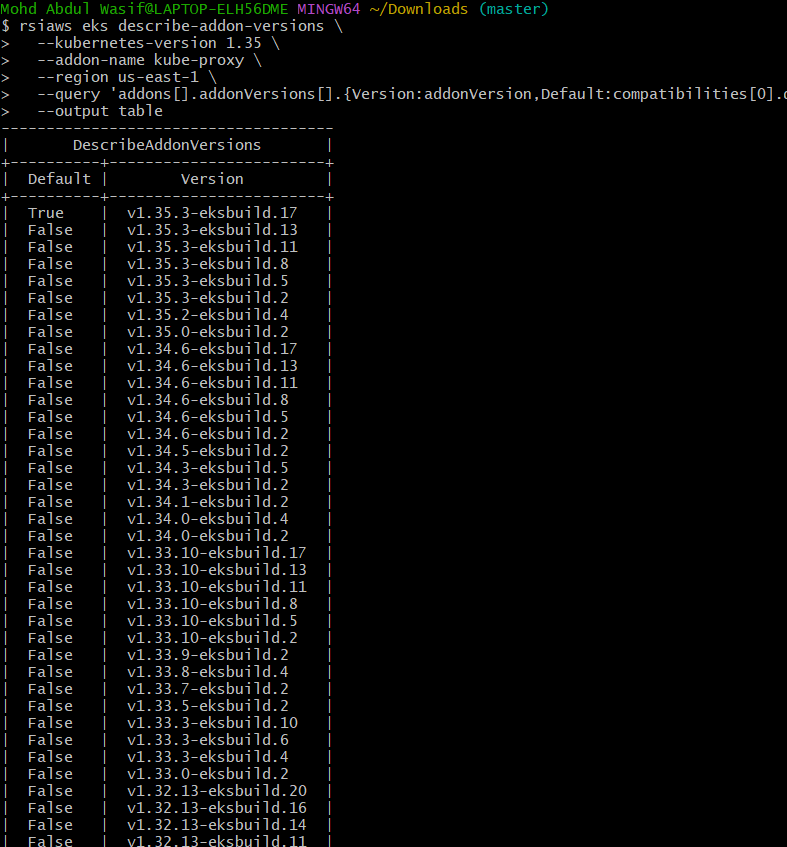 Mohd Abdul Wasif@LAPTOP-ELH56DME MINGW64 ~/Downloads (master)
$ rsiaws eks describe-addon-versions \
>   --kubernetes-version 1.35 \
>   --addon-name kube-proxy \
>   --region us-east-1 \
>   --query 'addons[].addonVersions[].{Version:addonVersion,Default:compatibilities[0].
>   --output table
-------------------------------------
|       DescribeAddonVersions       |
+----------+------------------------+
|  Default |        Version         |
+----------+------------------------+
|  True    |  v1.35.3-eksbuild.17   |
|  False   |  v1.35.3-eksbuild.13   |
|  False   |  v1.35.3-eksbuild.11   |
|  False   |  v1.35.3-eksbuild.8    |
|  False   |  v1.35.3-eksbuild.5    |
|  False   |  v1.35.3-eksbuild.2    |
|  False   |  v1.35.2-eksbuild.4    |
|  False   |  v1.35.0-eksbuild.2    |
|  False   |  v1.34.6-eksbuild.17   |
|  False   |  v1.34.6-eksbuild.13   |
|  False   |  v1.34.6-eksbuild.11   |
|  False   |  v1.34.6-eksbuild.8    |
|  False   |  v1.34.6-eksbuild.5    |
|  False   |  v1.34.6-eksbuild.2    |
|  False   |  v1.34.5-eksbuild.2    |
|  False   |  v1.34.3-eksbuild.5    |
|  False   |  v1.34.3-eksbuild.2    |
|  False   |  v1.34.1-eksbuild.2    |
|  False   |  v1.34.0-eksbuild.4    |
|  False   |  v1.34.0-eksbuild.2    |
|  False   |  v1.33.10-eksbuild.17  |
|  False   |  v1.33.10-eksbuild.13  |
|  False   |  v1.33.10-eksbuild.11  |
|  False   |  v1.33.10-eksbuild.8   |
|  False   |  v1.33.10-eksbuild.5   |
|  False   |  v1.33.10-eksbuild.2   |
|  False   |  v1.33.9-eksbuild.2    |
|  False   |  v1.33.8-eksbuild.4    |
|  False   |  v1.33.7-eksbuild.2    |
|  False   |  v1.33.5-eksbuild.2    |
|  False   |  v1.33.3-eksbuild.10   |
|  False   |  v1.33.3-eksbuild.6    |
|  False   |  v1.33.3-eksbuild.4    |
|  False   |  v1.33.0-eksbuild.2    |
|  False   |  v1.32.13-eksbuild.20  |
|  False   |  v1.32.13-eksbuild.16  |
|  False   |  v1.32.13-eksbuild.14  |
|  False   |  v1.32.13-eksbuild.11  |